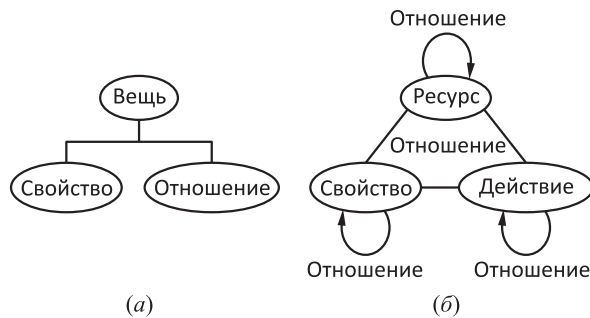 Вещь
Свойство
Отношение
(а)
Отношение
Ресурс
Отношение
Свойство
Действие
Отношение
Отношение
(б)